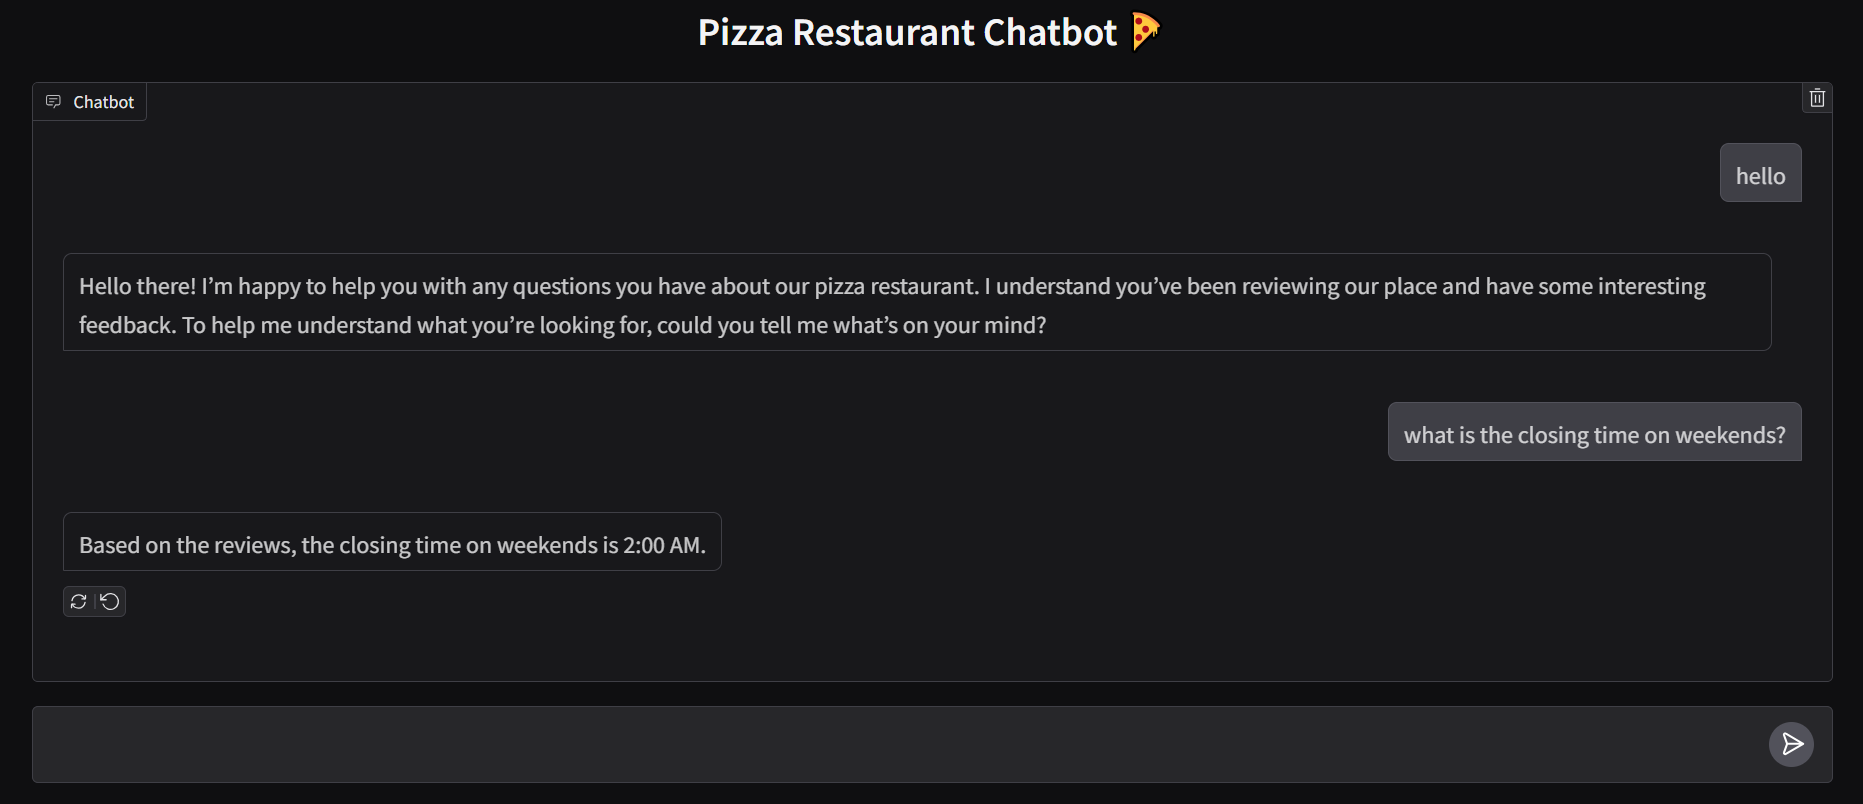 Pizza Restaurant Chatbot 🍕
Chatbot
hello
Hello there! I’m happy to help you with any questions you have about our pizza restaurant. I understand you’ve been reviewing our place and have some interesting
feedback. To help me understand what you’re looking for, could you tell me what’s on your mind?
what is the closing time on weekends?
Based on the reviews, the closing time on weekends is 2:00 AM.